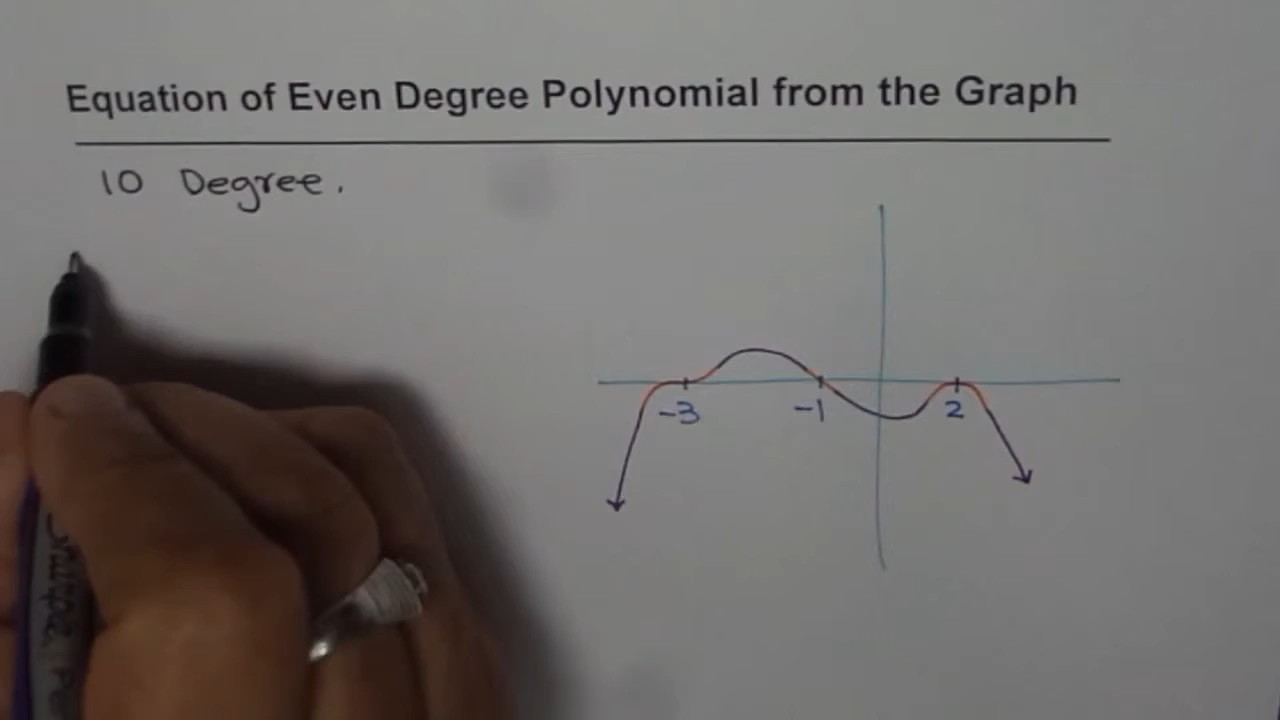 Equation of Even Degree Polynomial from the Graph
10 Degree.
-3 -1 2